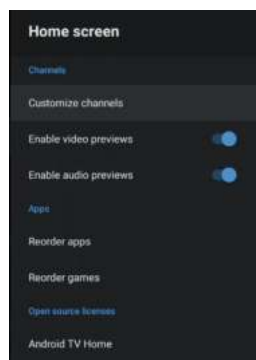 Home screen
Channels
Customize channels
Enable video previews
Enable audio previews
Apps
Reorder apps
Reorder games
Open source licenses
Android TV Home